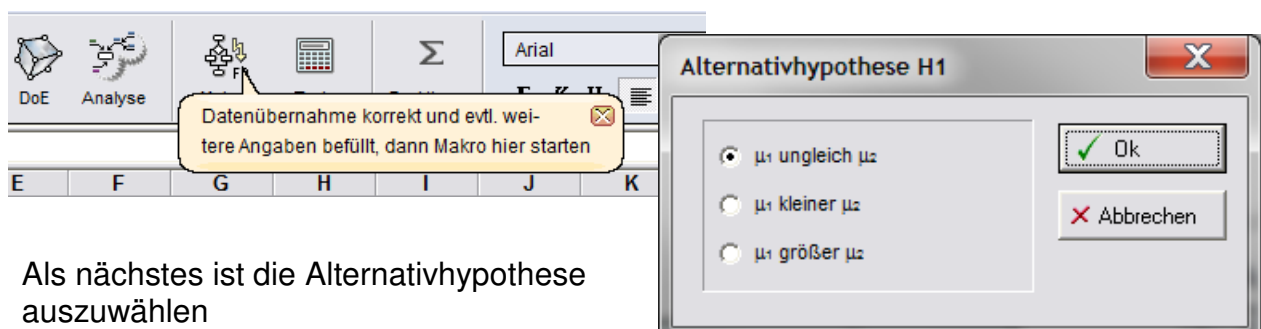 DoE
Analyse
F
Σ
Arial
Datenübernahme korrekt und evtl. wei-
tere Angaben befüllt, dann Makro hier starten
E F G H I J K
Als nächstes ist die Alternativhypothese
auszuwählen
Alternativhypothese H1
µ₁ ungleich µ₂
µ₁ kleiner µ₂
µ₁ größer µ₂
Ok
Abbrechen